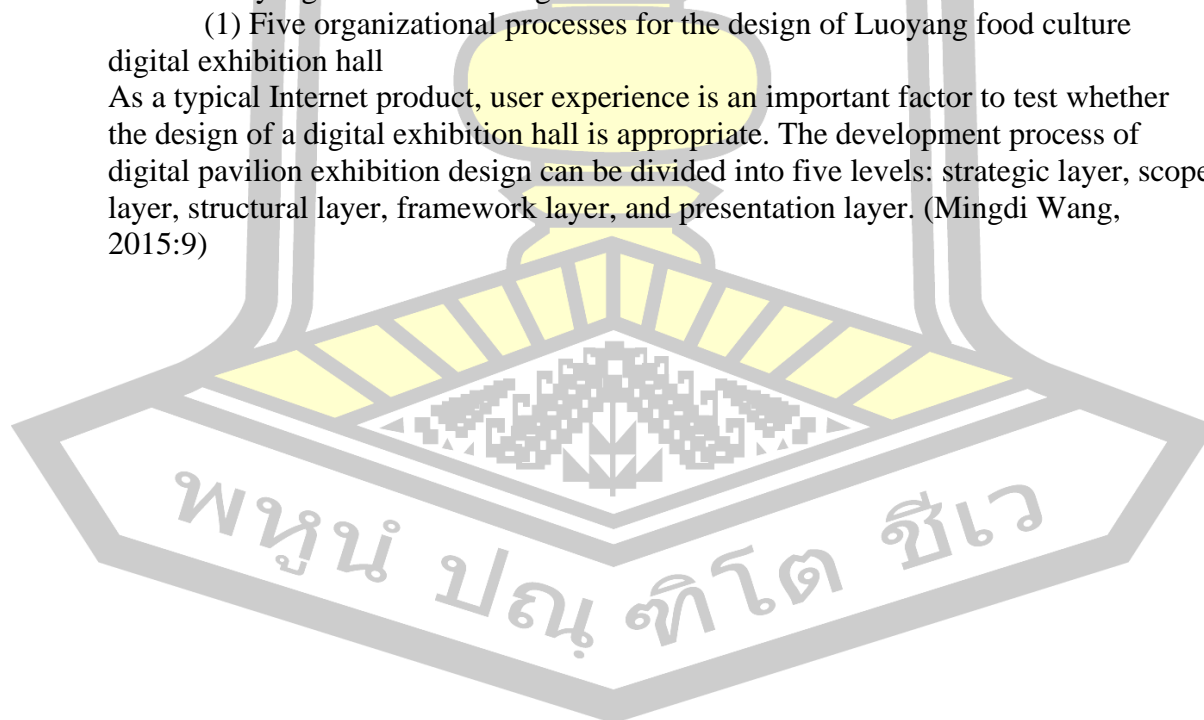 (1) Five organizational processes for the design of Luoyang food culture
digital exhibition hall
As a typical Internet product, user experience is an important factor to test whether
the design of a digital exhibition hall is appropriate. The development process of
digital pavilion exhibition design can be divided into five levels: strategic layer, scope
layer, structural layer, framework layer, and presentation layer. (Mingdi Wang,
2015:9)
พหูนํ ปณฺฑิโต ชีเว